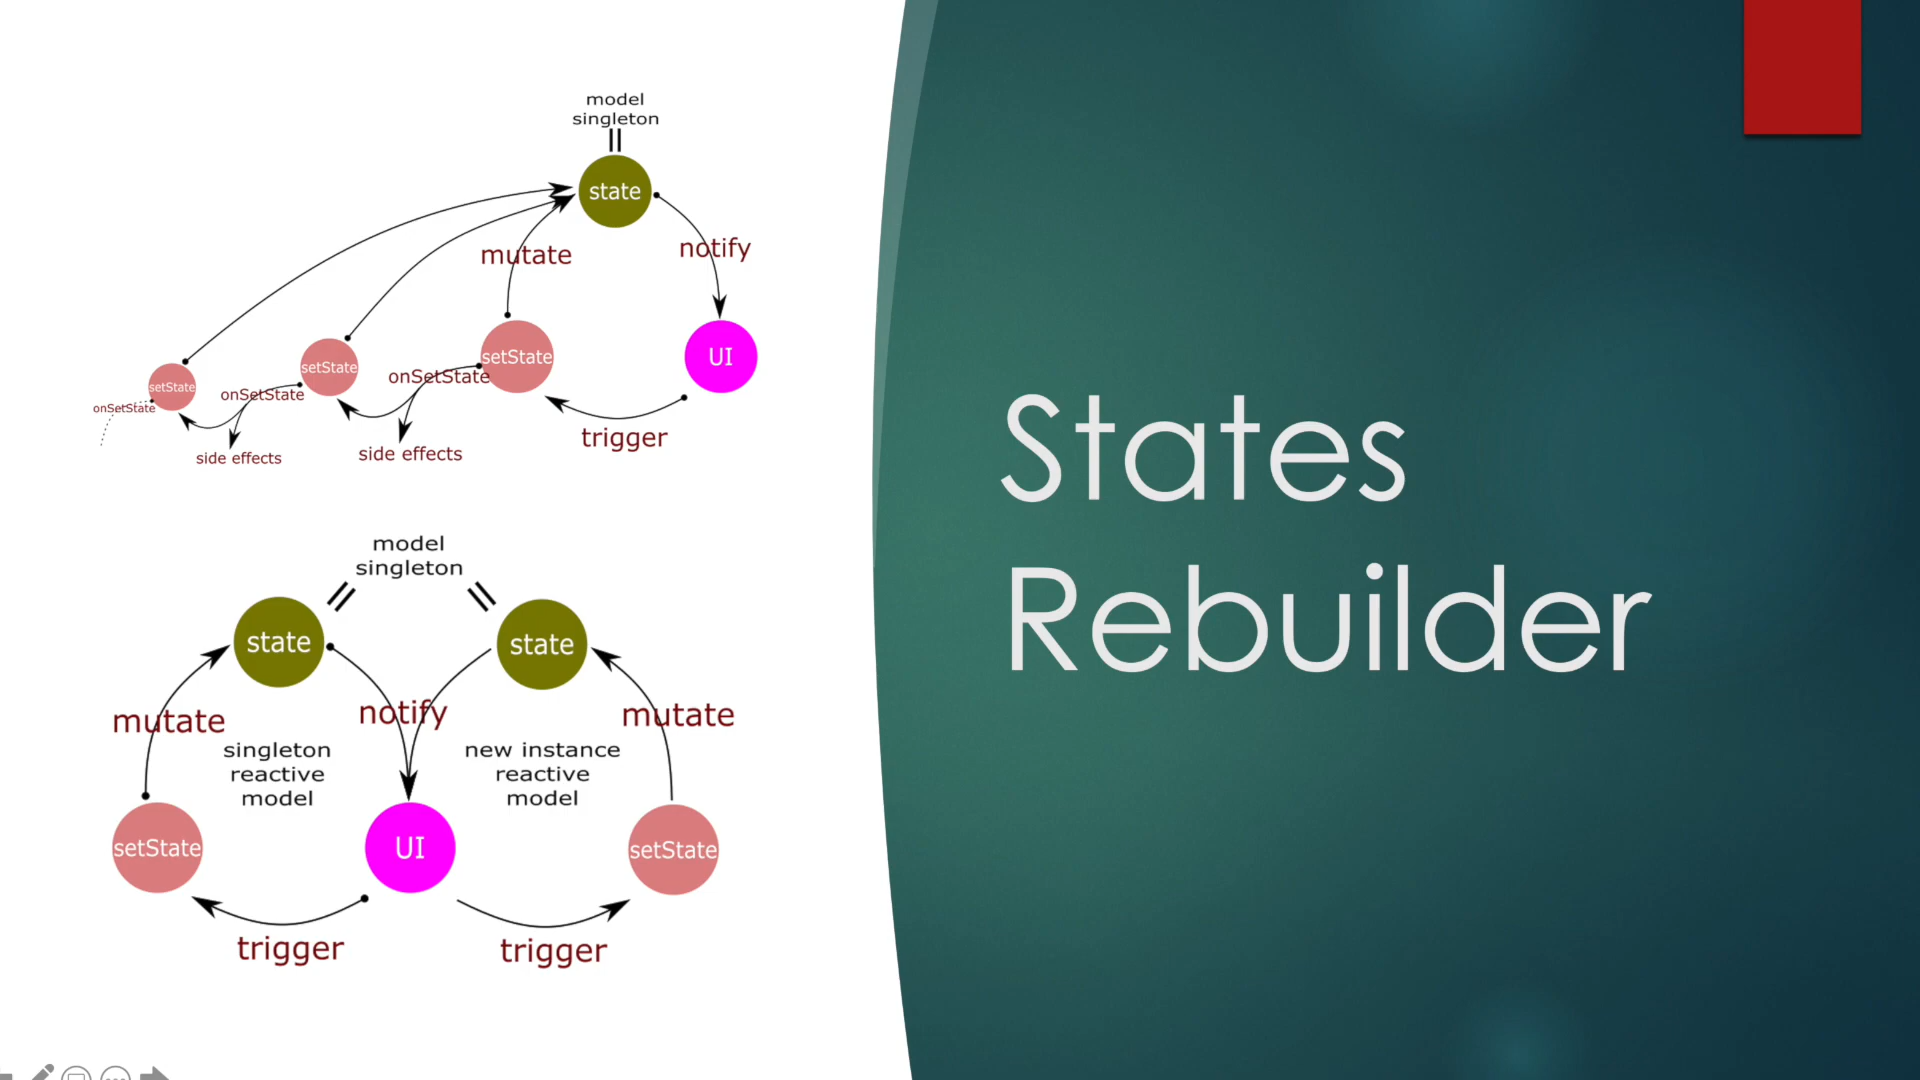 model
singleton
state
mutate
notify
setState
setState
setState
UI
onSetState
onSetState
onSetState
trigger
side effects
side effects
model
singleton
state
state
mutate
notify
mutate
singleton
reactive
model
new instance
reactive
model
setState
UI
setState
trigger
trigger
States
Rebuilder